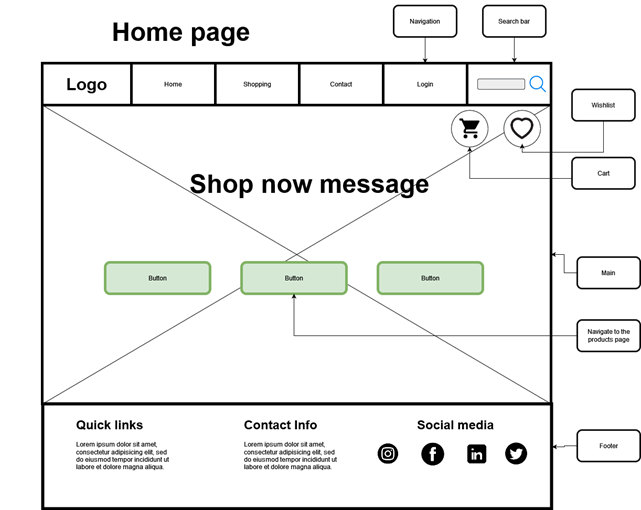 Home page
Navigation
Search bar
Logo
Home
Shopping
Contact
Login
Wishlist
Cart
Shop now message
Main
Button
Button
Button
Navigate to the
products page
Quick links
Lorem ipsum dolor sit amet,
consectetur adipisicing elit, sed
do eiusmod tempor incididunt ut
labore et dolore magna aliqua.
Contact Info
Lorem ipsum dolor sit amet,
consectetur adipisicing elit, sed
do eiusmod tempor incididunt ut
labore et dolore magna aliqua.
Social media
Footer